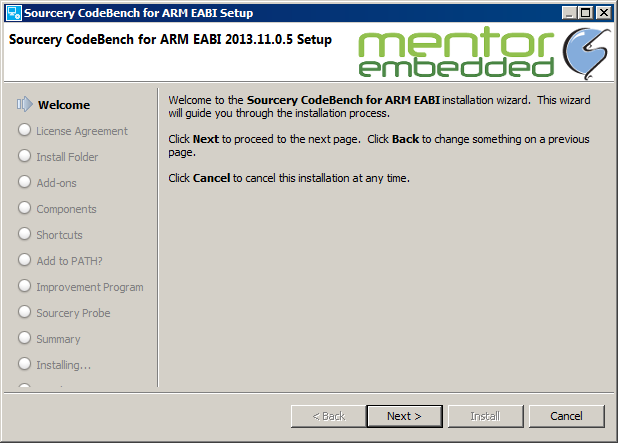 Sourcery CodeBench for ARM EABI Setup
Sourcery CodeBench for ARM EABI 2013.11.0.5 Setup
mentor
embedded
Welcome
License Agreement
Install Folder
Add-ons
Components
Shortcuts
Add to PATH?
Improvement Program
Sourcery Probe
Summary
Installing...
Welcome to the Sourcery CodeBench for ARM EABI installation wizard. This wizard
will guide you through the installation process.
Click Next to proceed to the next page. Click Back to change something on a previous
page.
Click Cancel to cancel this installation at any time.
< Back
Next >
Install
Cancel